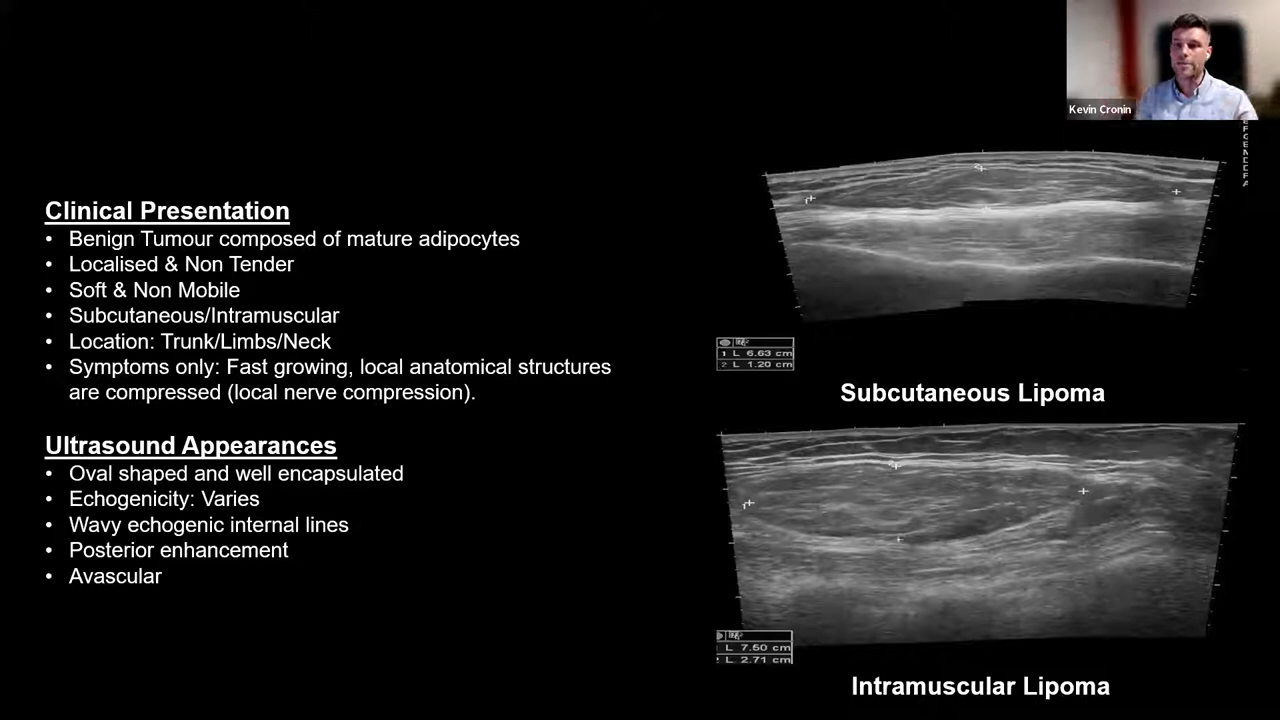 Kevin Cronin
Clinical Presentation
• Benign Tumour composed of mature adipocytes
• Localised & Non Tender
• Soft & Non Mobile
• Subcutaneous/Intramuscular
• Location: Trunk/Limbs/Neck
• Symptoms only: Fast growing, local anatomical structures
are compressed (local nerve compression).
Ultrasound Appearances
• Oval shaped and well encapsulated
• Echogenicity: Varies
• Wavy echogenic internal lines
• Posterior enhancement
• Avascular
1 L 6.63 cm
2 L 1.20 cm
Subcutaneous Lipoma
L 7.50 cm
L 2.71 cm
Intramuscular Lipoma